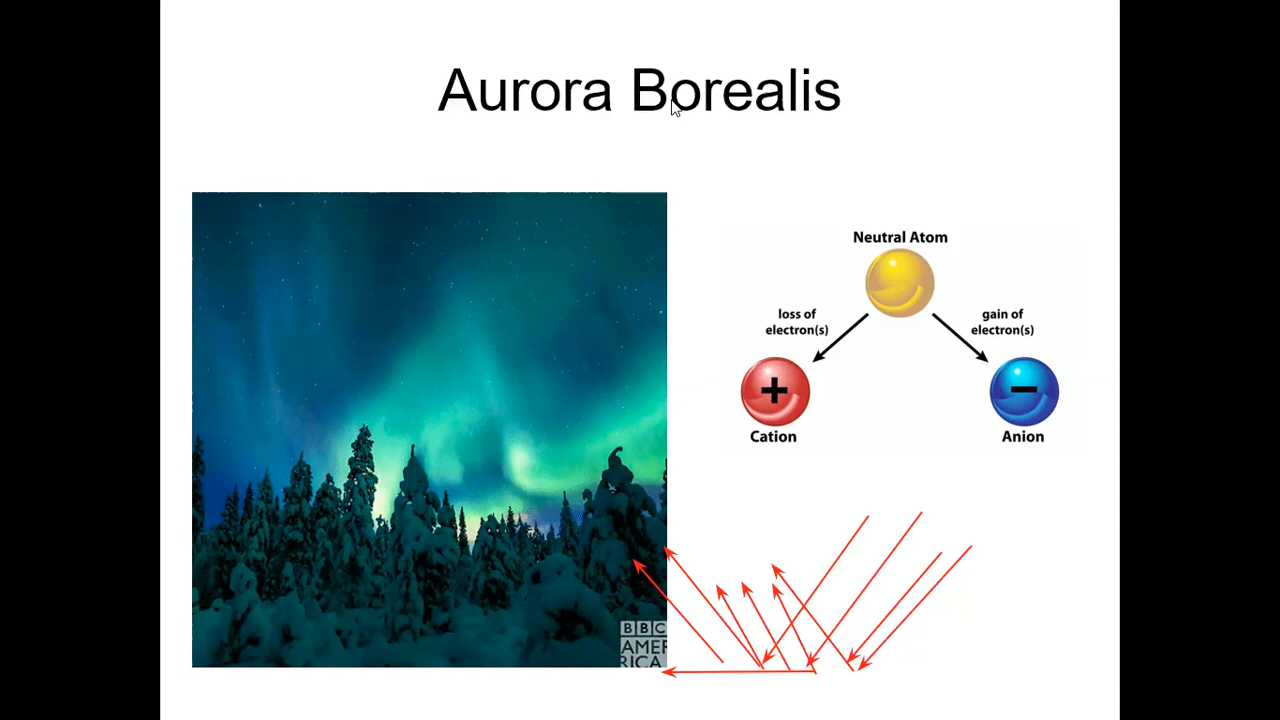 Aurora Borealis
Neutral Atom
loss of
electron(s)
gain of
electron(s)
+
−
Cation
Anion
BBC
AMER
RICA